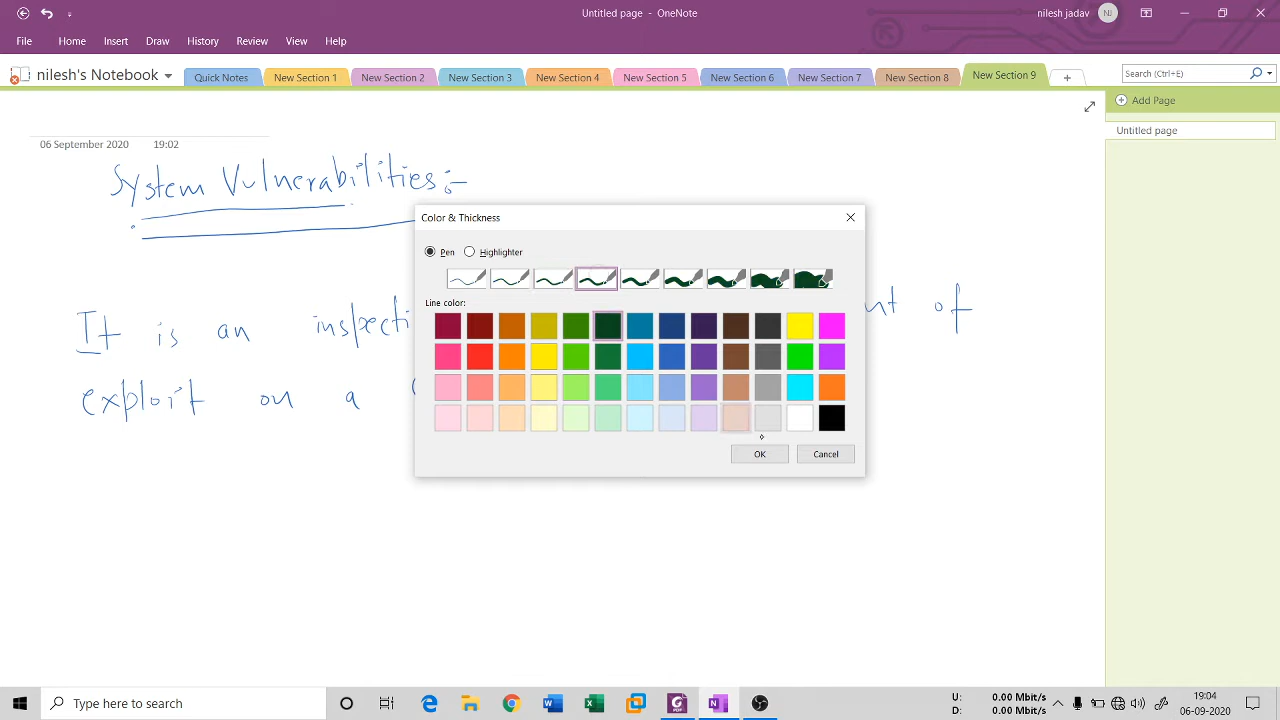 Untitled page - OneNote
nilesh jadav NJ
File Home Insert Draw History Review View Help
nilesh's Notebook Quick Notes New Section 1 New Section 2 New Section 3 New Section 4 New Section 5 New Section 6 New Section 7 New Section 8 New Section 9 + Search (Ctrl+E)
Add Page
Untitled page
06 September 2020 19:02
System Vulnerabilities:-
It is an inspecti of
exploit on a
Color & Thickness
Pen Highlighter
Line color:
OK Cancel
Type here to search
U: 0.00 Mbit/s
D: 0.00 Mbit/s
19:04
06-09-2020